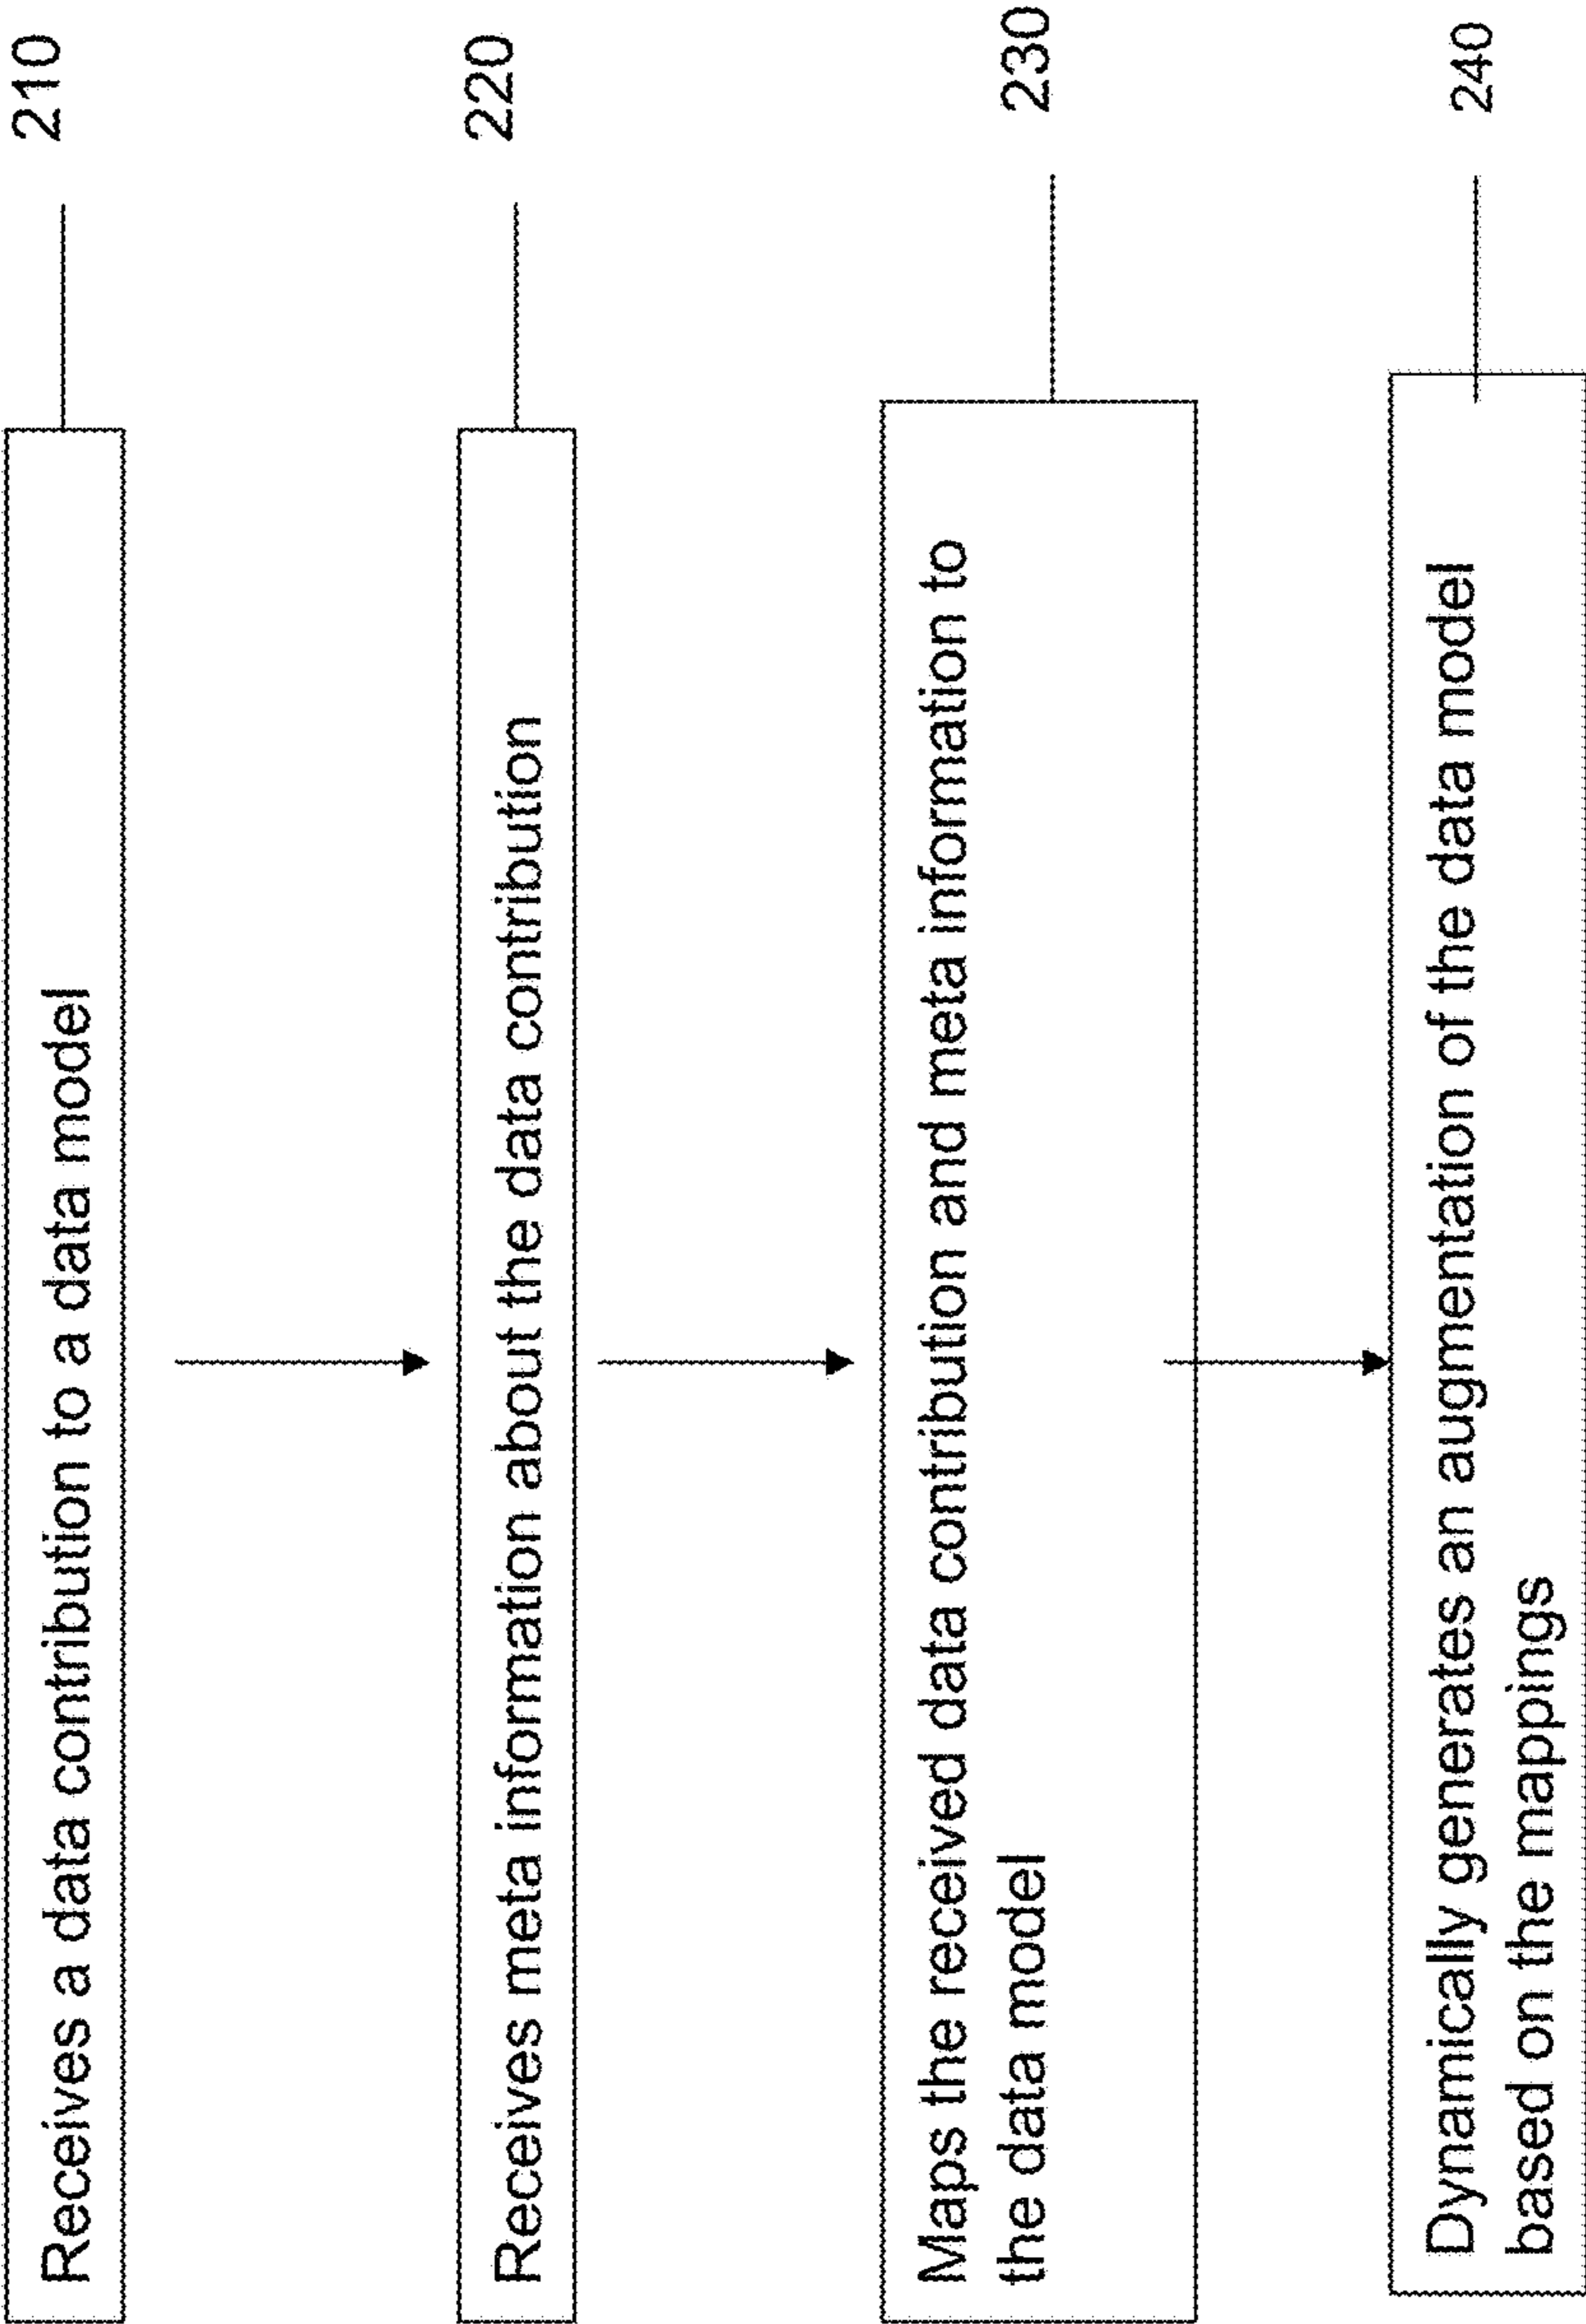 Receives a data contribution to a data model
210
Receives meta information about the data contribution
220
Maps the received data contribution and meta information to
the data model
230
Dynamically generates an augmentation of the data model
based on the mappings
240